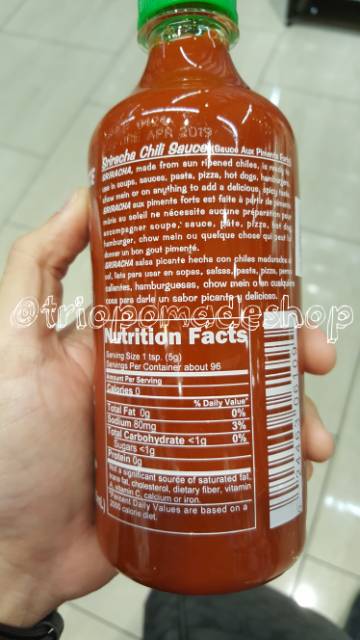 APR 2019
Sriracha Chili Sauce (Sauce Aux Piments Forts)
SRIRACHA, made from sun ripened chiles, is ready to
use in soups, sauces, pasta, pizza, hot dogs, hamburgers,
chow mein or on anything to add a delicious, spicy taste.
SRIRACHA aux piments forts est faite à partir de piments
mûris au soleil ne nécessite aucune préparation pour
accompagner soupe, sauce, pâte, pizza, hot dog,
hamburger, chow mein ou quelque chose qui peut lui
donner un bon gout pimenté.
SRIRACHA salsa picante hecha con chiles madurados al
sol, lista para usar en sopas, salsas, pasta, pizza, perros
calientes, hamburguesas, chow mein o en cualquier
cosa para darle un sabor picante y delicioso.
@triopomadeshop
Nutrition Facts
Serving Size 1 tsp. (5g)
Servings Per Container about 96
Amount Per Serving
Calories 0
% Daily Value*
Total Fat 0g 0%
Sodium 80mg 3%
Total Carbohydrate <1g 0%
Sugars <1g
Protein 0g
Not a significant source of saturated fat,
trans fat, cholesterol, dietary fiber, vitamin
A, vitamin C, calcium or iron.
*Percent Daily Values are based on a
2000 calorie diet.